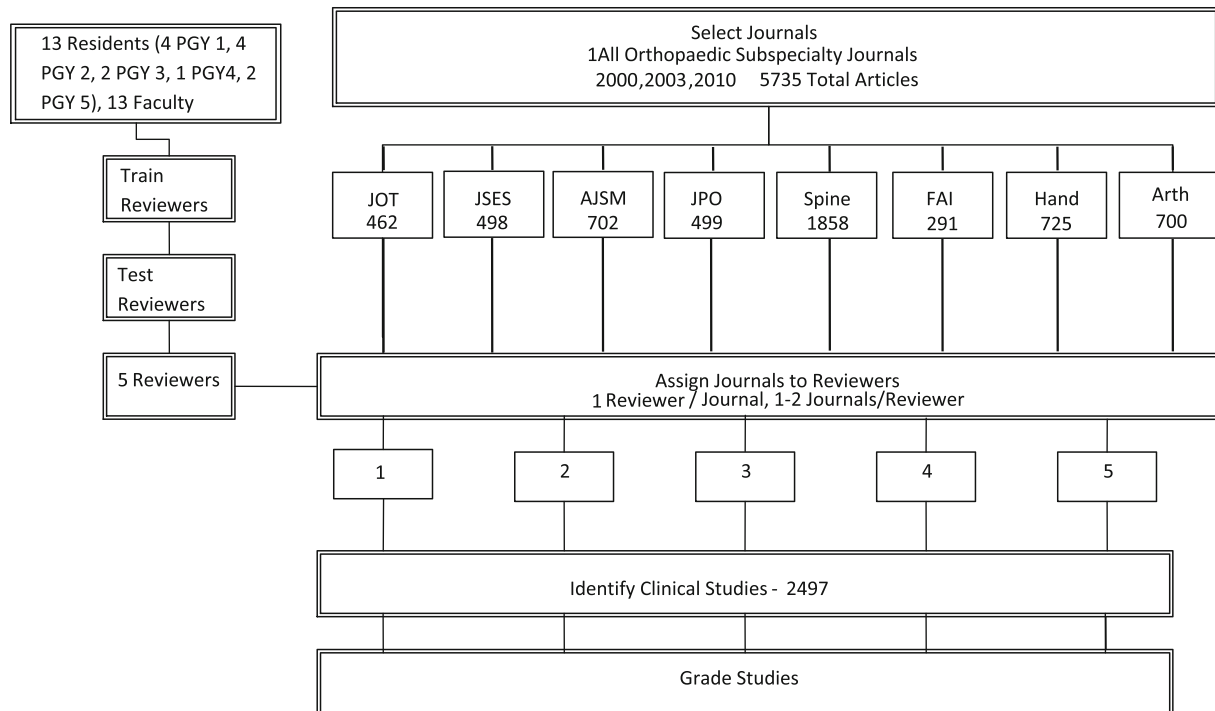 13 Residents (4 PGY 1, 4
PGY 2, 2 PGY 3, 1 PGY4, 2
PGY 5), 13 Faculty
Train
Reviewers
Test
Reviewers
5 Reviewers
Select Journals
1All Orthopaedic Subspecialty Journals
2000,2003,2010 5735 Total Articles
JOT
462
JSES
498
AJSM
702
JPO
499
Spine
1858
FAI
291
Hand
725
Arth
700
Assign Journals to Reviewers
1 Reviewer / Journal, 1-2 Journals/Reviewer
1
2
3
4
5
Identify Clinical Studies - 2497
Grade Studies